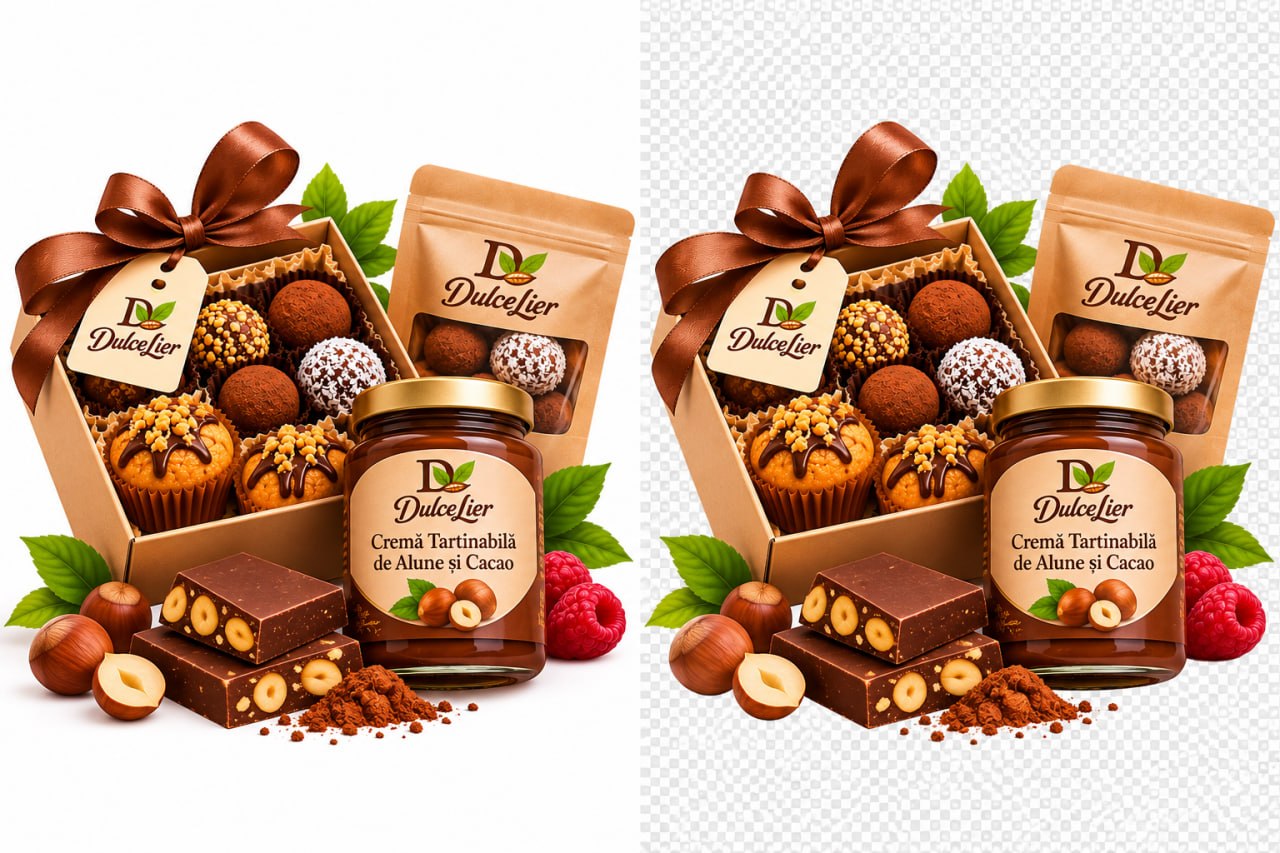 D
DulceLier
D
DulceLier
D
DulceLier
Cremă Tartinabilă
de Alune și Cacao
D
DulceLier
D
DulceLier
D
DulceLier
Cremă Tartinabilă
de Alune și Cacao